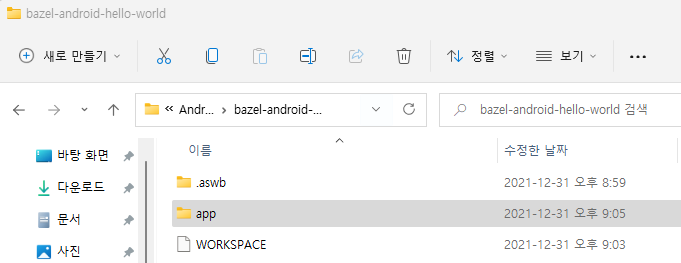 bazel-android-hello-world
새로 만들기
정렬
보기
Andr...
bazel-android-...
bazel-android-hello-world 검색
이름
수정한 날짜
바탕 화면
.aswb
2021-12-31 오후 8:59
다운로드
app
2021-12-31 오후 9:05
문서
WORKSPACE
2021-12-31 오후 9:03
사진